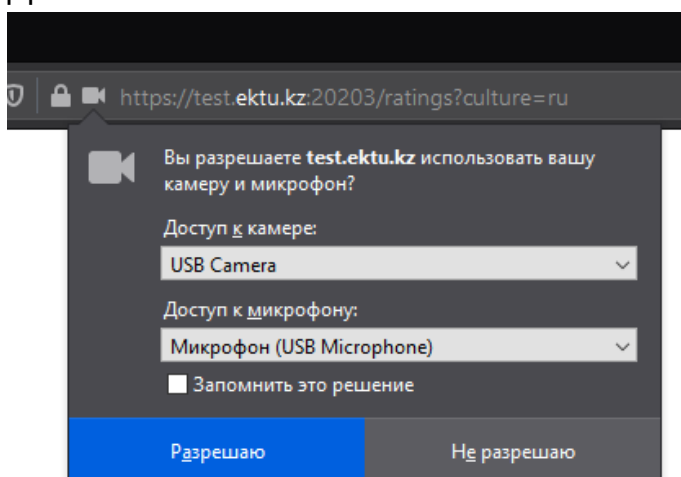 https://test.ektu.kz:20203/ratings?culture=ru
Вы разрешаете test.ektu.kz использовать вашу
камеру и микрофон?
Доступ к камере:
USB Camera
Доступ к микрофону:
Микрофон (USB Microphone)
Запомнить это решение
Разрешаю
Не разрешаю